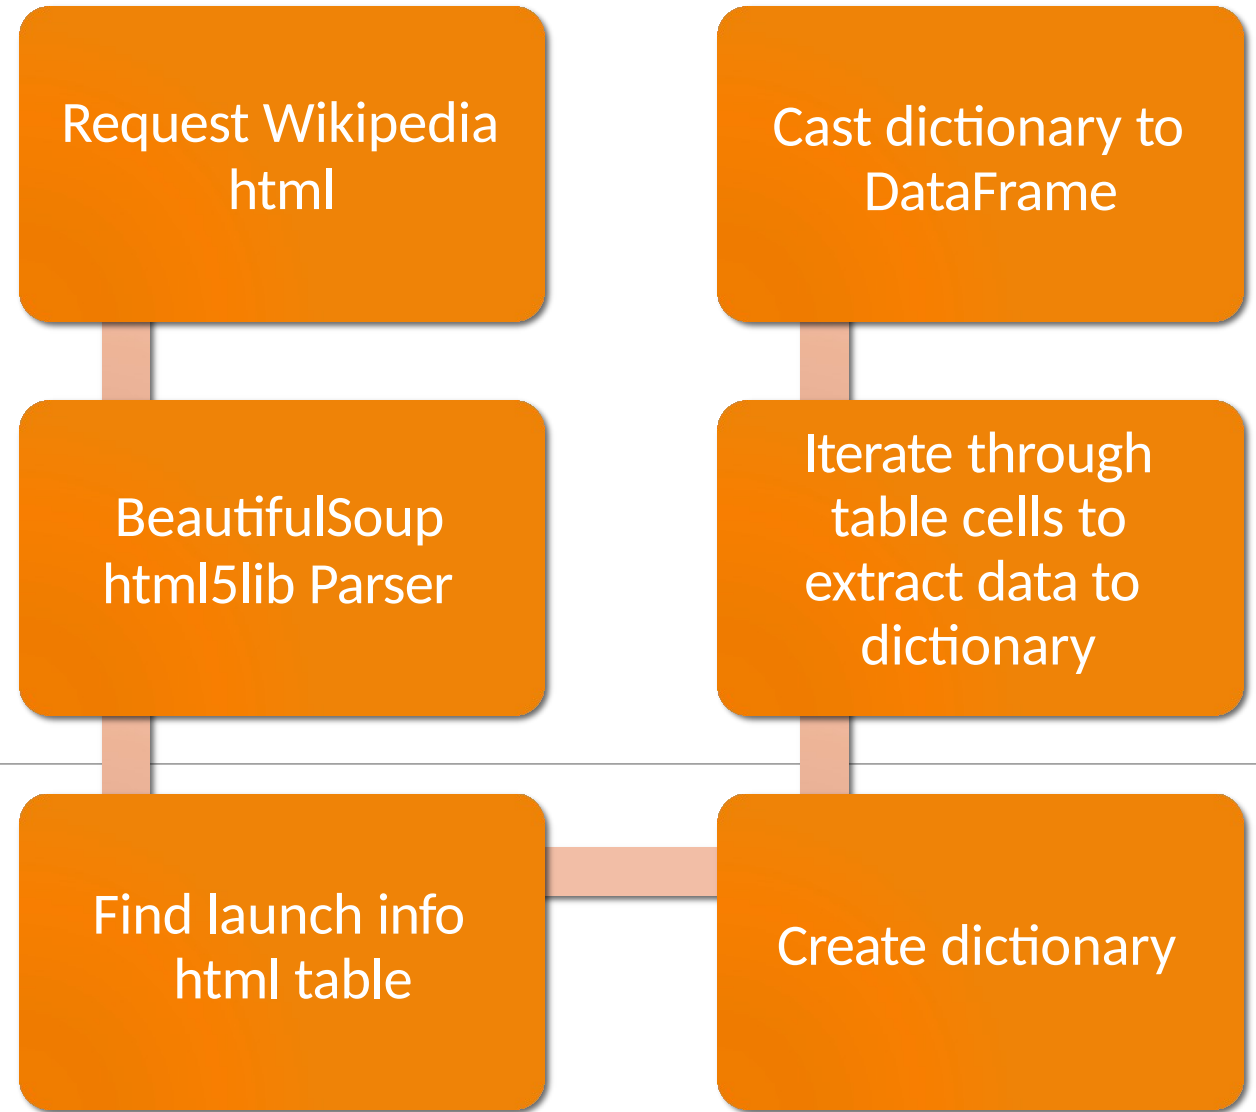 Request Wikipedia
html
BeautifulSoup
html5lib Parser
Find launch info
html table
Create dictionary
Iterate through
table cells to
extract data to
dictionary
Cast dictionary to
DataFrame